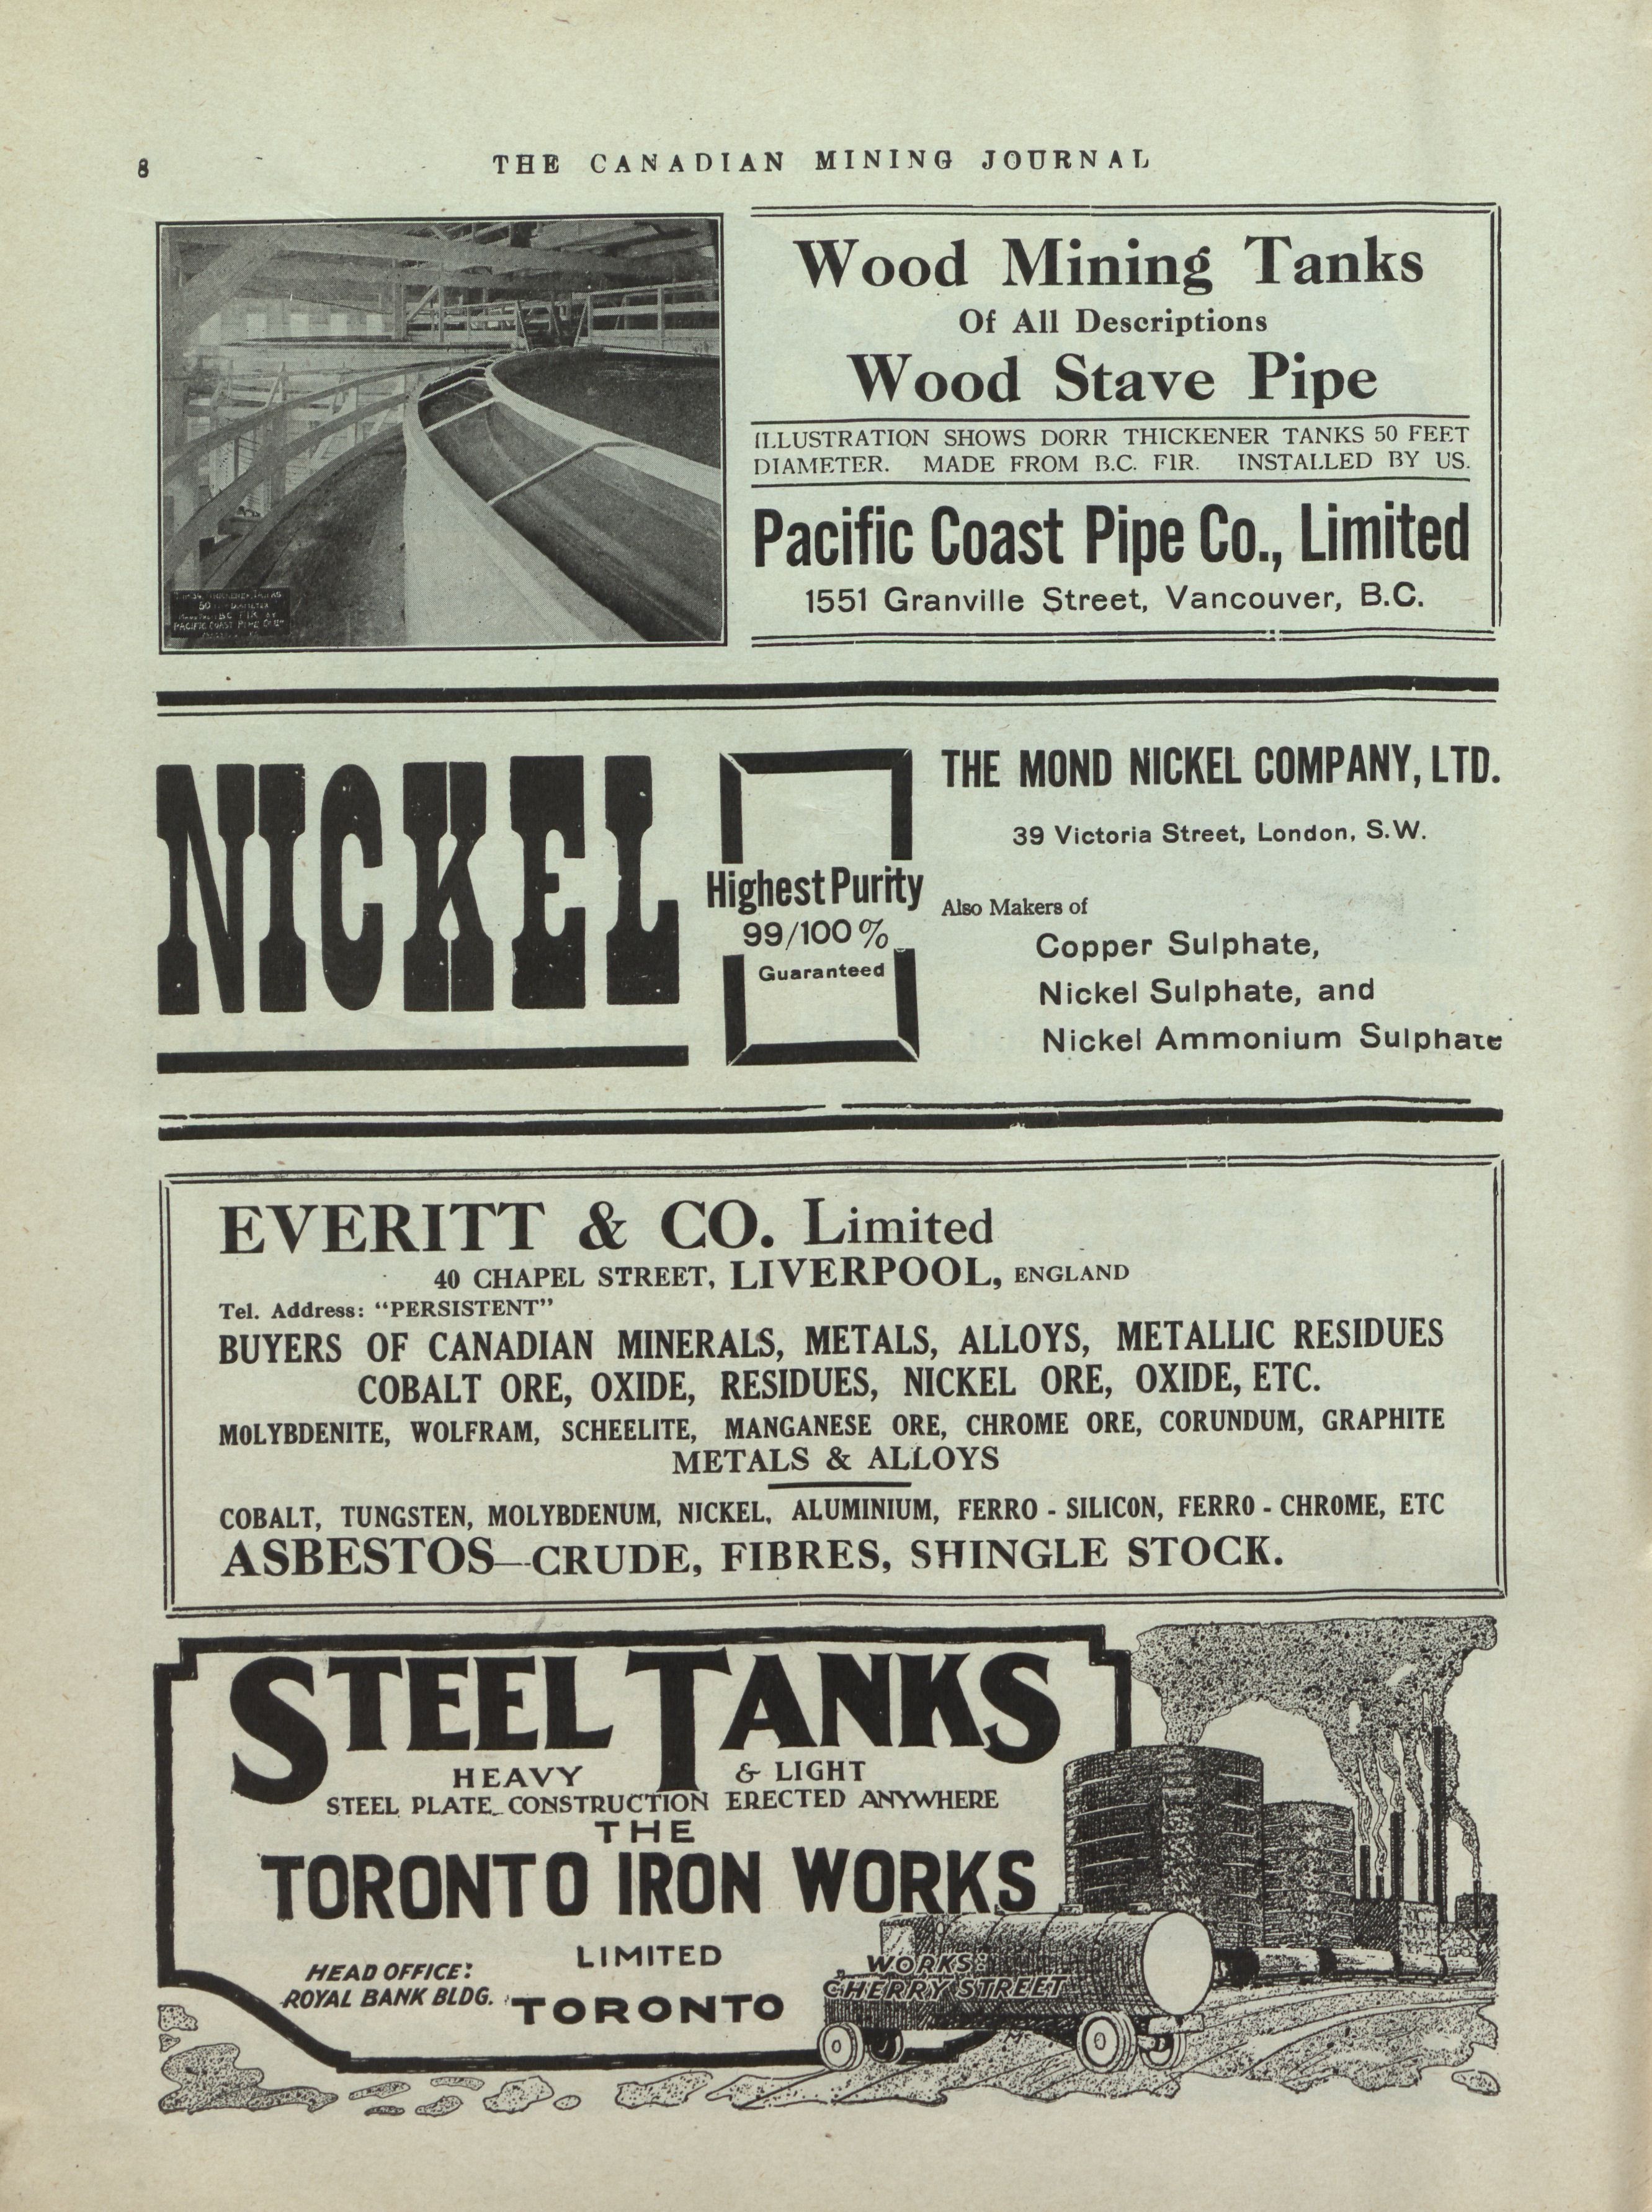 8
THE CANADIAN MINING JOURNAL
50 DIAMETER
PACIFIC COAST PIPE CO
Wood Mining Tanks
Of All Descriptions
Wood Stave Pipe
ILLUSTRATION SHOWS DORR THICKENER TANKS 50 FEET
DIAMETER. MADE FROM B.C. FIR. INSTALLED BY US.
Pacific Coast Pipe Co., Limited
1551 Granville Street, Vancouver, B.C.
NICKEL
Highest Purity
99/100 %
Guaranteed
THE MOND NICKEL COMPANY, LTD.
39 Victoria Street, London, S.W.
Also Makers of
Copper Sulphate,
Nickel Sulphate, and
Nickel Ammonium Sulphate
EVERITT & CO. Limited
40 CHAPEL STREET, LIVERPOOL, ENGLAND
Tel. Address: "PERSISTENT"
BUYERS OF CANADIAN MINERALS, METALS, ALLOYS, METALLIC RESIDUES
COBALT ORE, OXIDE, RESIDUES, NICKEL ORE, OXIDE, ETC.
MOLYBDENITE, WOLFRAM, SCHEELITE, MANGANESE ORE, CHROME ORE, CORUNDUM, GRAPHITE
METALS & ALLOYS
COBALT, TUNGSTEN, MOLYBDENUM, NICKEL, ALUMINIUM, FERRO - SILICON, FERRO - CHROME, ETC
ASBESTOS—CRUDE, FIBRES, SHINGLE STOCK.
STEEL TANKS
HEAVY & LIGHT
STEEL PLATE CONSTRUCTION ERECTED ANYWHERE
THE
TORONTO IRON WORKS
LIMITED
HEAD OFFICE:
ROYAL BANK BLDG.
TORONTO
WORKS:
CHERRY STREET